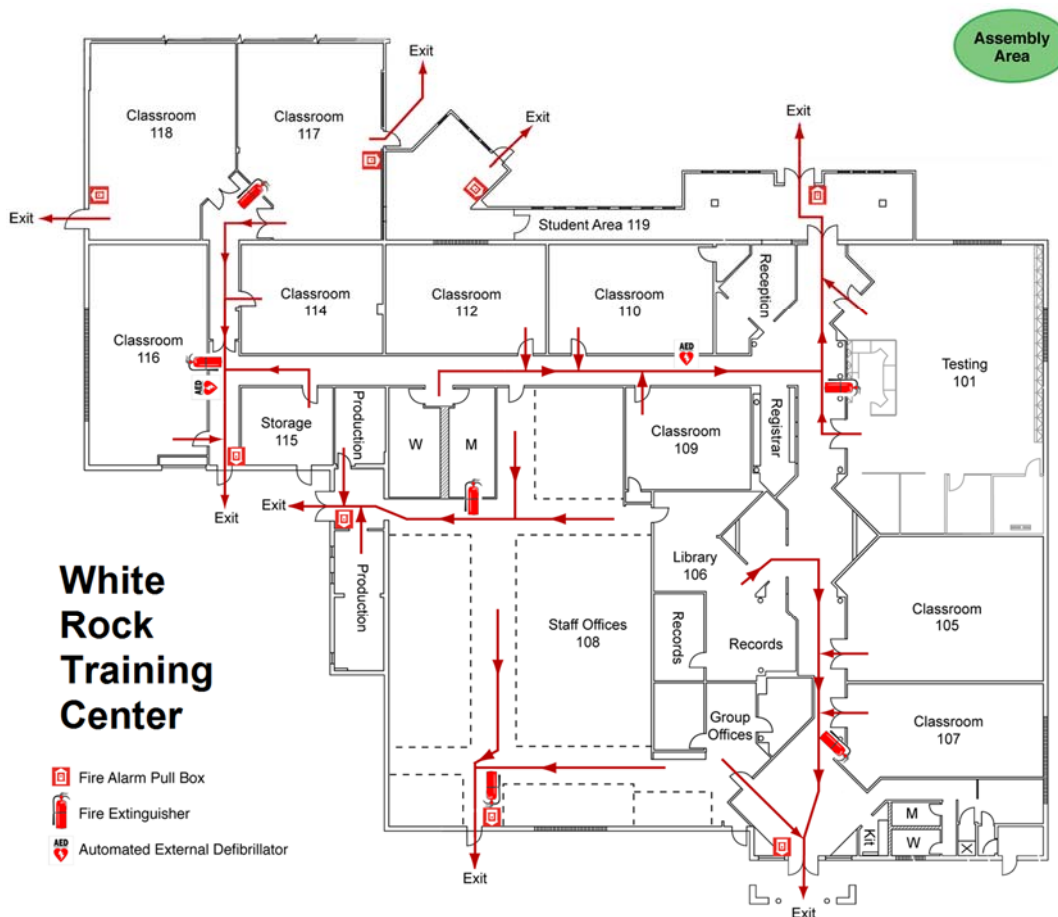 Assembly
Area
Exit
Exit
Exit
Classroom
118
Classroom
117
Exit
Student Area 119
Reception
Classroom
114
Classroom
112
Classroom
110
Classroom
116
AED
AED
Testing
101
Storage
115
Production
W
M
Classroom
109
Registrar
Exit
Exit
Library
106
Production
Staff Offices
108
Records
Records
Classroom
105
Group
Offices
Classroom
107
White
Rock
Training
Center
Fire Alarm Pull Box
Fire Extinguisher
AED
Automated External Defibrillator
Kit
M
W
X
Exit
Exit